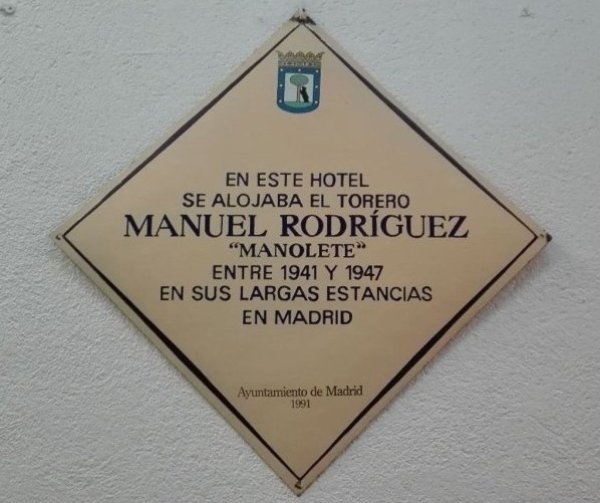 EN ESTE HOTEL
SE ALOJABA EL TORERO
MANUEL RODRÍGUEZ
"MANOLETE"
ENTRE 1941 Y 1947
EN SUS LARGAS ESTANCIAS
EN MADRID
Ayuntamiento de Madrid
1991